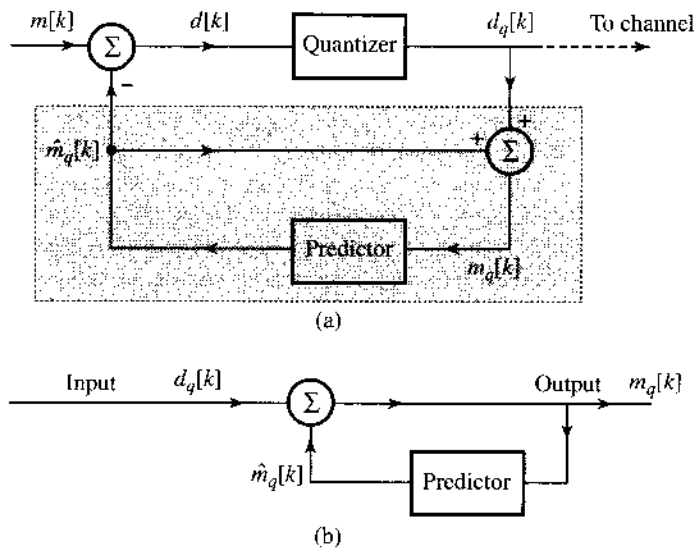 m[k] d[k] d_q[k]
Σ Quantizer To channel
−
+
m̂_q[k] + Σ
Predictor
m_q[k]
(a)
Input d_q[k] Output m_q[k]
Σ
m̂_q[k] Predictor
(b)